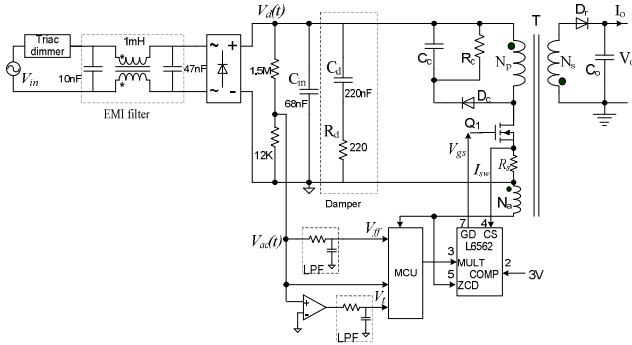 Triac
dimmer
Vin
10nF
1mH
*
*
47nF
EMI filter
~
~
+
-
Vd(t)
1.5M
12K
Cin
68nF
Cd
220nF
Rd
220
Damper
Cc
Rc
Dc
Np
T
Ns
Dr
Io
Co
Vo
Q1
Vgs
Isw
Rs
Na
Vac(t)
LPF
Vff
Vt
LPF
+
-
MCU
7
4
GD CS
L6562
3
MULT
2
COMP
3V
5
ZCD